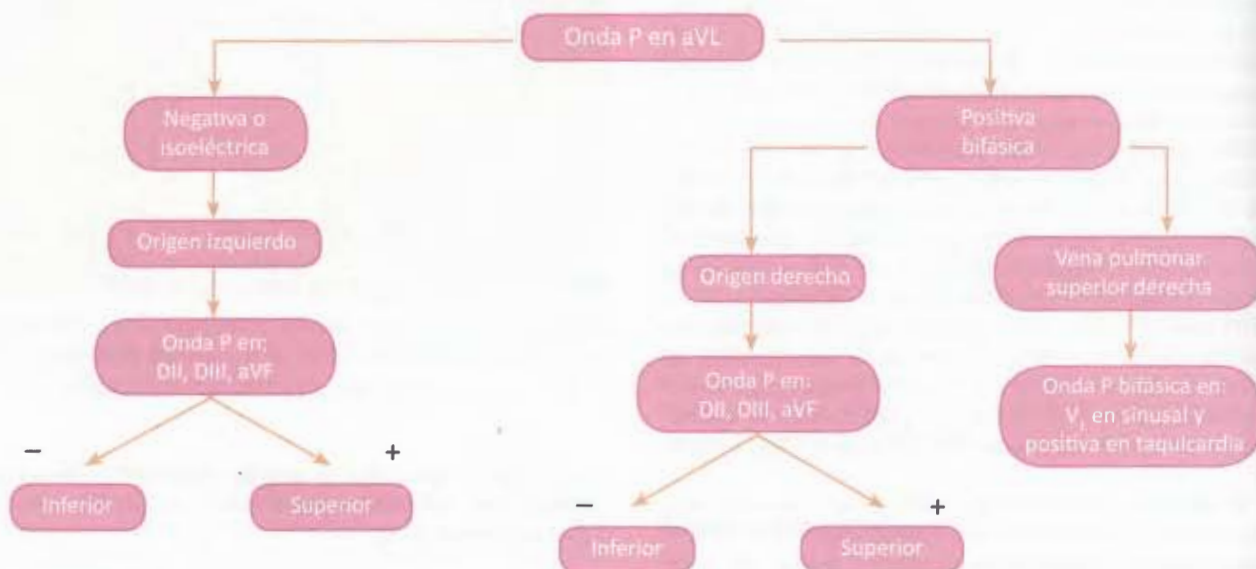 Onda P en aVL
Negativa o
isoeléctrica
Origen izquierdo
Onda P en:
DII, DIII, aVF
−
+
Inferior
Superior
Positiva
bifásica
Origen derecho
Onda P en:
DII, DIII, aVF
−
+
Inferior
Superior
Vena pulmonar
superior derecha
Onda P bifásica en:
V₁ en sinusal y
positiva en taquicardia